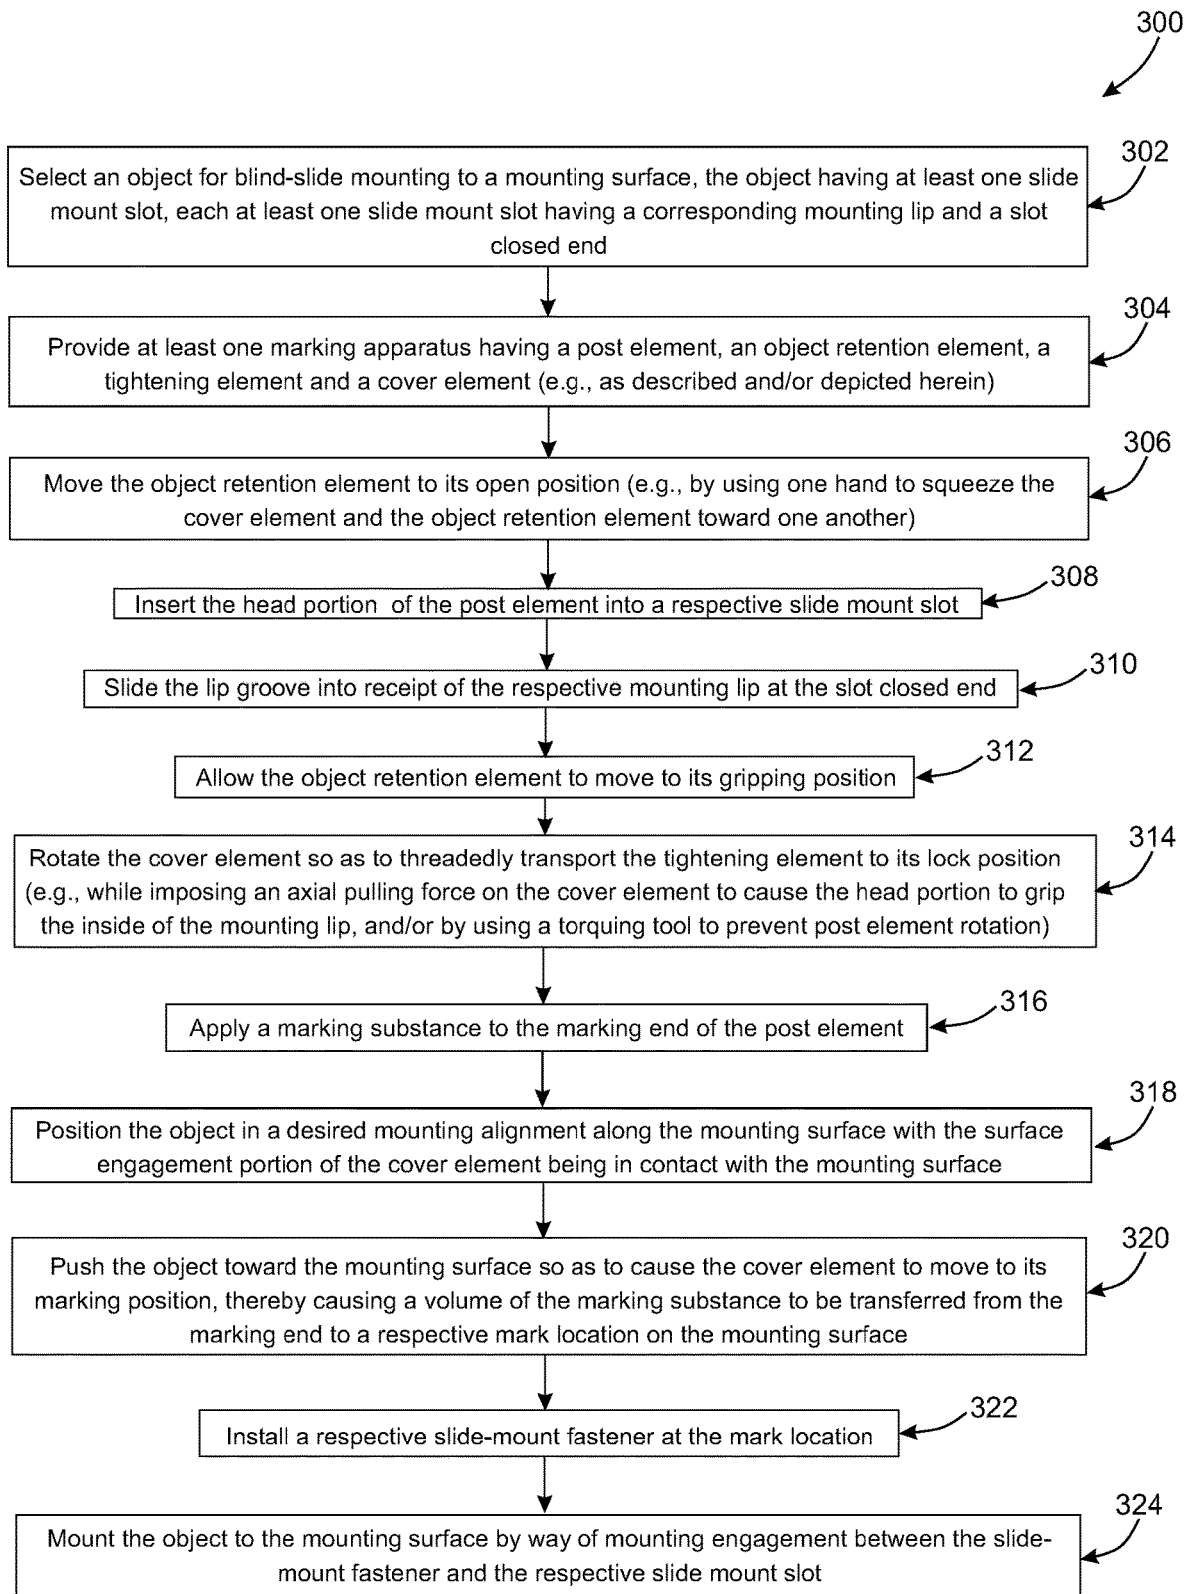 300
302
Select an object for blind-slide mounting to a mounting surface, the object having at least one slide
mount slot, each at least one slide mount slot having a corresponding mounting lip and a slot
closed end
304
Provide at least one marking apparatus having a post element, an object retention element, a
tightening element and a cover element (e.g., as described and/or depicted herein)
306
Move the object retention element to its open position (e.g., by using one hand to squeeze the
cover element and the object retention element toward one another)
308
Insert the head portion of the post element into a respective slide mount slot
310
Slide the lip groove into receipt of the respective mounting lip at the slot closed end
312
Allow the object retention element to move to its gripping position
314
Rotate the cover element so as to threadedly transport the tightening element to its lock position
(e.g., while imposing an axial pulling force on the cover element to cause the head portion to grip
the inside of the mounting lip, and/or by using a torquing tool to prevent post element rotation)
316
Apply a marking substance to the marking end of the post element
318
Position the object in a desired mounting alignment along the mounting surface with the surface
engagement portion of the cover element being in contact with the mounting surface
320
Push the object toward the mounting surface so as to cause the cover element to move to its
marking position, thereby causing a volume of the marking substance to be transferred from the
marking end to a respective mark location on the mounting surface
322
Install a respective slide-mount fastener at the mark location
324
Mount the object to the mounting surface by way of mounting engagement between the slide-
mount fastener and the respective slide mount slot